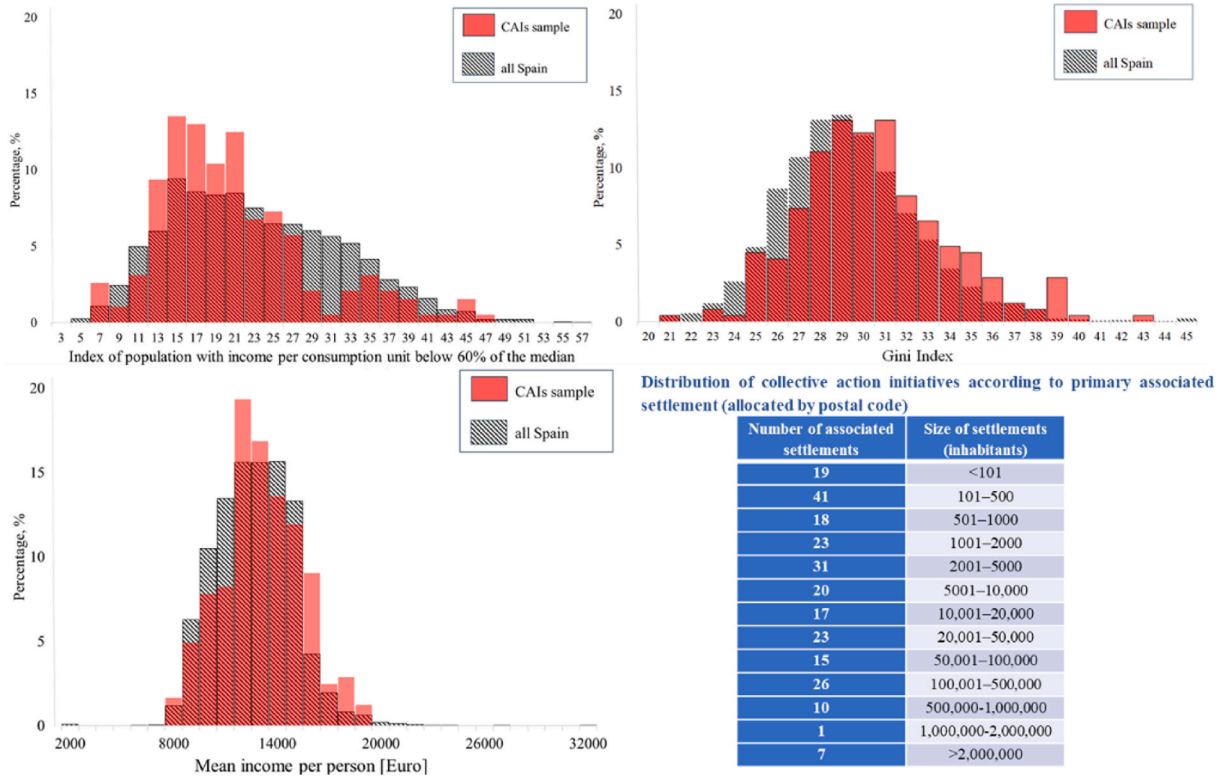 20
15
10
5
0
Percentage, %
CAIs sample
all Spain
3 5 7 9 11 13 15 17 19 21 23 25 27 29 31 33 35 37 39 41 43 45 47 49 51 53 55 57
Index of population with income per consumption unit below 60% of the median
20
15
10
5
0
Percentage, %
CAIs sample
all Spain
20 21 22 23 24 25 26 27 28 29 30 31 32 33 34 35 36 37 38 39 40 41 42 43 45
Gini Index
20
15
10
5
0
Percentage, %
CAIs sample
all Spain
2000 8000 14000 20000 26000 32000
Mean income per person [Euro]
Distribution of collective action initiatives according to primary associated
settlement (allocated by postal code)
Number of associated settlements Size of settlements (inhabitants)
19 <101
41 101–500
18 501–1000
23 1001–2000
31 2001–5000
20 5001–10,000
17 10,001–20,000
23 20,001–50,000
15 50,001–100,000
26 100,001–500,000
10 500,000-1,000,000
1 1,000,000-2,000,000
7 >2,000,000